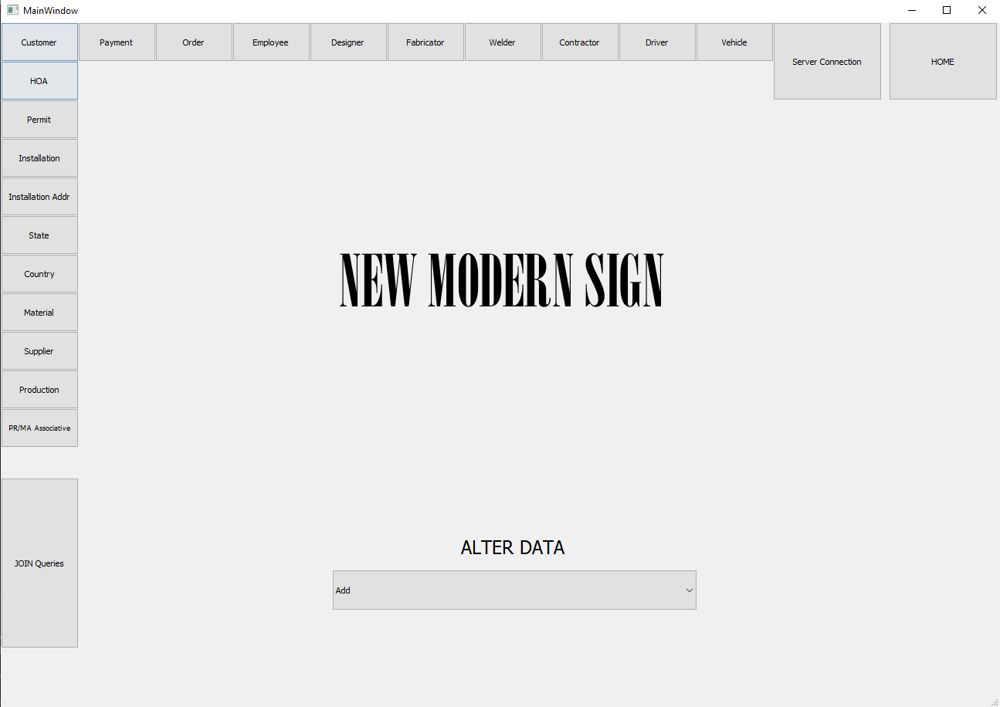 MainWindow
Customer
Payment
Order
Employee
Designer
Fabricator
Welder
Contractor
Driver
Vehicle
Server Connection
HOME
HOA
Permit
Installation
Installation Addr
State
Country
Material
Supplier
Production
PR/MA Associative
NEW MODERN SIGN
JOIN Queries
ALTER DATA
Add